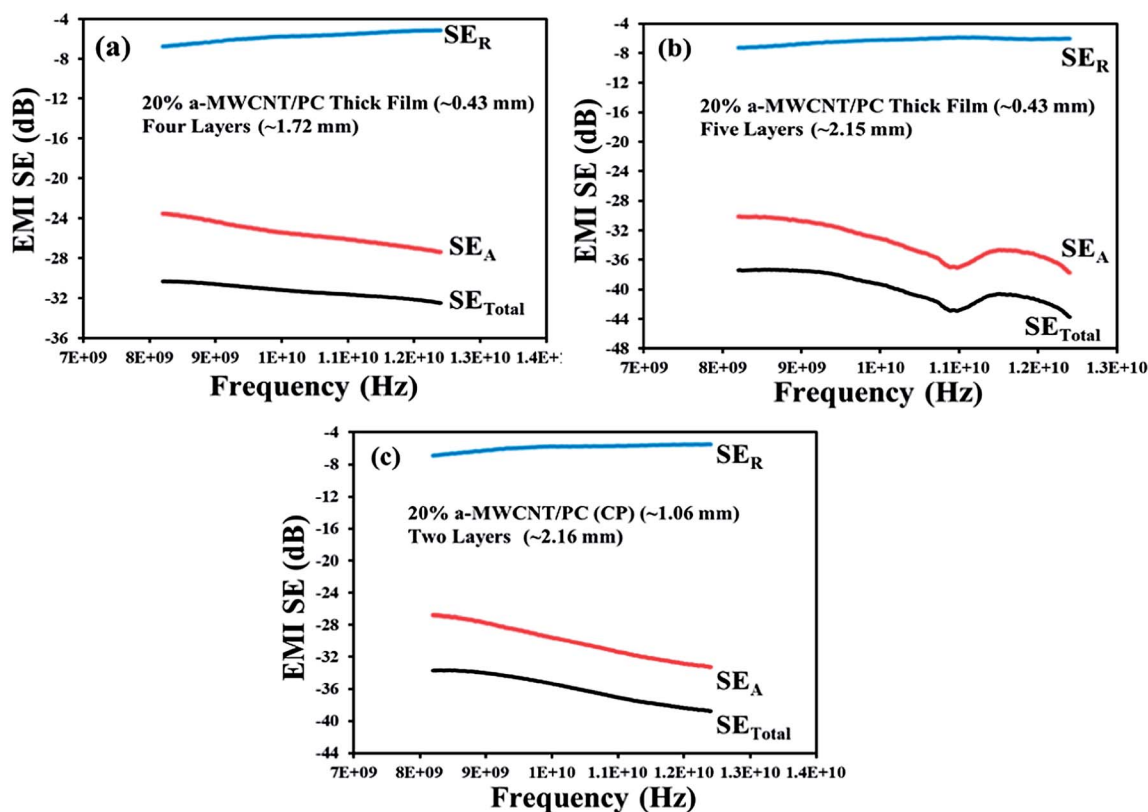 (a)
EMI SE (dB)
-4
-8
-12
-16
-20
-24
-28
-32
-36
SE_R
20% a-MWCNT/PC Thick Film (~0.43 mm)
Four Layers (~1.72 mm)
SE_A
SE_Total
7E+09 8E+09 9E+09 1E+10 1.1E+10 1.2E+10 1.3E+10 1.4E+:
Frequency (Hz)
(b)
EMI SE (dB)
-4
-8
-12
-16
-20
-24
-28
-32
-36
-40
-44
-48
SE_R
20% a-MWCNT/PC Thick Film (~0.43 mm)
Five Layers (~2.15 mm)
SE_A
SE_Total
7E+09 8E+09 9E+09 1E+10 1.1E+10 1.2E+10 1.3E+10
Frequency (Hz)
(c)
EMI SE (dB)
-4
-8
-12
-16
-20
-24
-28
-32
-36
-40
-44
SE_R
20% a-MWCNT/PC (CP) (~1.06 mm)
Two Layers (~2.16 mm)
SE_A
SE_Total
7E+09 8E+09 9E+09 1E+10 1.1E+10 1.2E+10 1.3E+10 1.4E+10
Frequency (Hz)